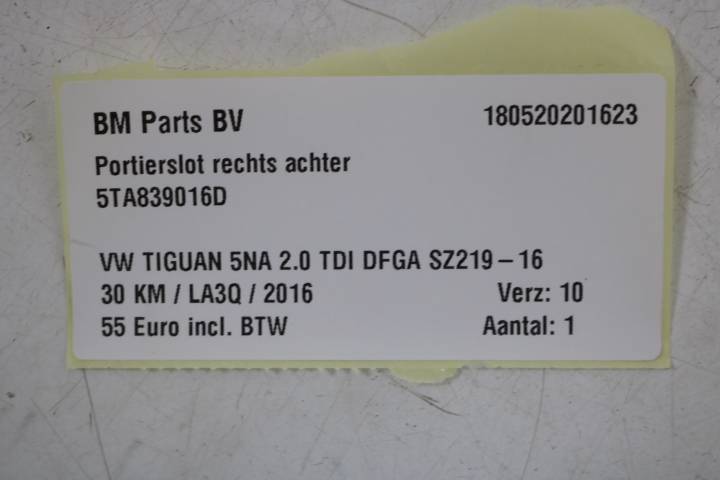 BM Parts BV 180520201623
Portierslot rechts achter
5TA839016D
VW TIGUAN 5NA 2.0 TDI DFGA SZ219-16
30 KM / LA3Q / 2016 Verz: 10
55 Euro incl. BTW Aantal: 1